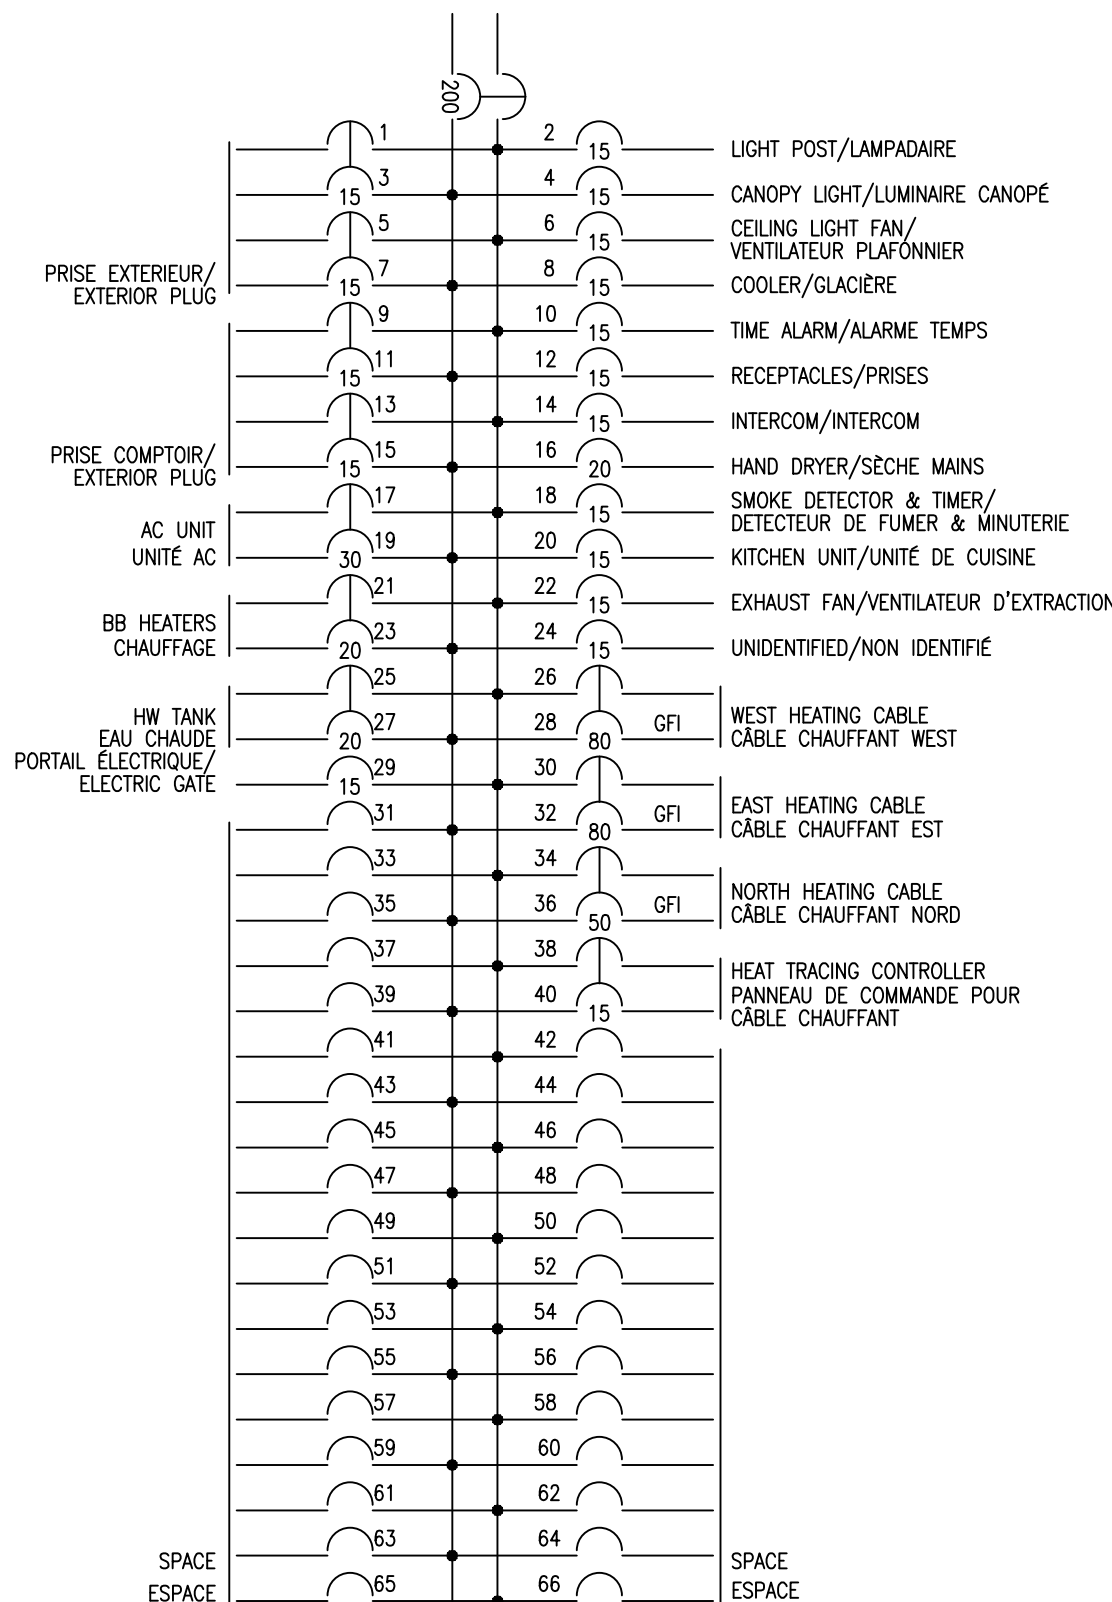 200
1 2
15 LIGHT POST/LAMPADAIRE
3 4
15 15 CANOPY LIGHT/LUMINAIRE CANOPÉ
5 6
15 CEILING LIGHT FAN/
VENTILATEUR PLAFONNIER
PRISE EXTERIEUR/
EXTERIOR PLUG
7 8
15 15 COOLER/GLACIÈRE
9 10
15 TIME ALARM/ALARME TEMPS
11 12
15 15 RECEPTACLES/PRISES
13 14
15 INTERCOM/INTERCOM
PRISE COMPTOIR/
EXTERIOR PLUG
15 16
15 20 HAND DRYER/SÈCHE MAINS
17 18
15 SMOKE DETECTOR & TIMER/
DETECTEUR DE FUMER & MINUTERIE
AC UNIT
UNITÉ AC
19 20
30 15 KITCHEN UNIT/UNITÉ DE CUISINE
21 22
15 EXHAUST FAN/VENTILATEUR D'EXTRACTION
BB HEATERS
CHAUFFAGE
23 24
20 15 UNIDENTIFIED/NON IDENTIFIÉ
25 26
HW TANK
EAU CHAUDE
27 28 GFI
20 80
WEST HEATING CABLE
CÂBLE CHAUFFANT WEST
PORTAIL ÉLECTRIQUE/
ELECTRIC GATE
29 30
15
31 32 GFI
80
EAST HEATING CABLE
CÂBLE CHAUFFANT EST
33 34
35 36 GFI
50
NORTH HEATING CABLE
CÂBLE CHAUFFANT NORD
37 38
39 40
15
HEAT TRACING CONTROLLER
PANNEAU DE COMMANDE POUR
CÂBLE CHAUFFANT
41 42
43 44
45 46
47 48
49 50
51 52
53 54
55 56
57 58
59 60
61 62
63 64
65 66
SPACE
ESPACE
SPACE
ESPACE